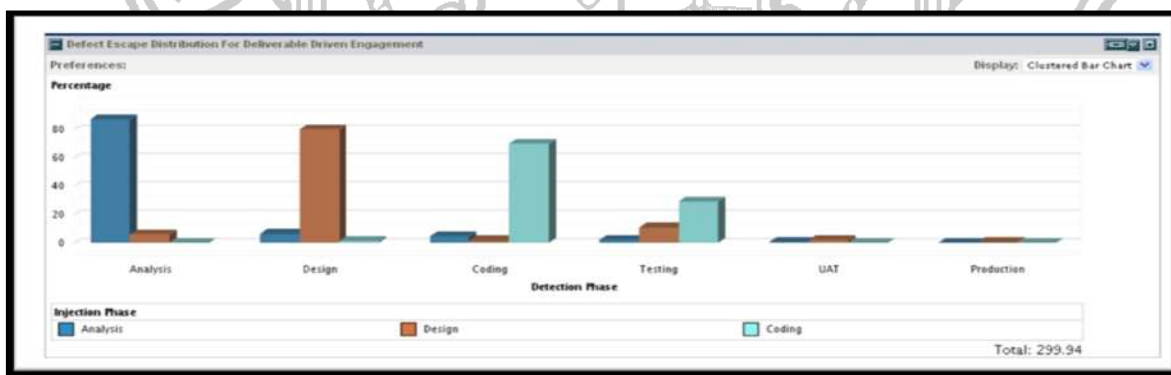 Defect Escape Distribution For Deliverable Driven Engagement
Preferences: Display: Clustered Bar Chart
Percentage
80
60
40
20
0
Analysis Design Coding Testing UAT Production
Detection Phase
Injection Phase
Analysis Design Coding
Total: 299.94